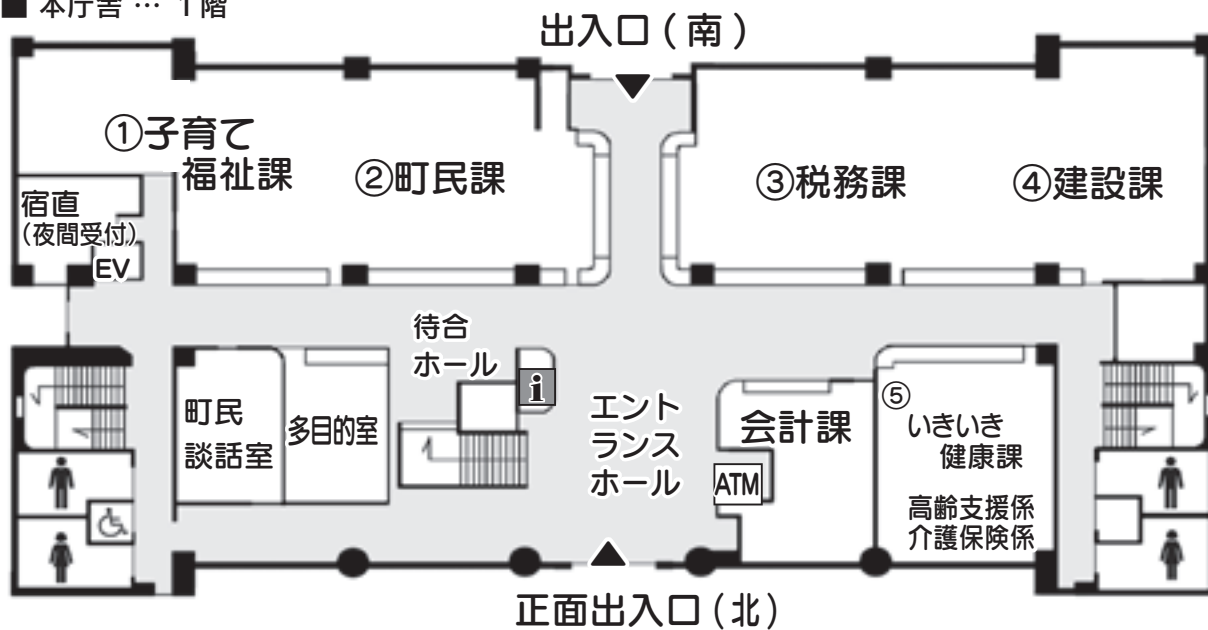 ■ 本庁舎 … 1階
出入口(南)
①子育て
福祉課
②町民課
③税務課
④建設課
宿直
(夜間受付)
EV
待合
ホール
i
町民
談話室
多目的室
エント
ランス
ホール
会計課
ATM
⑤
いきいき
健康課
高齢支援係
介護保険係
正面出入口(北)